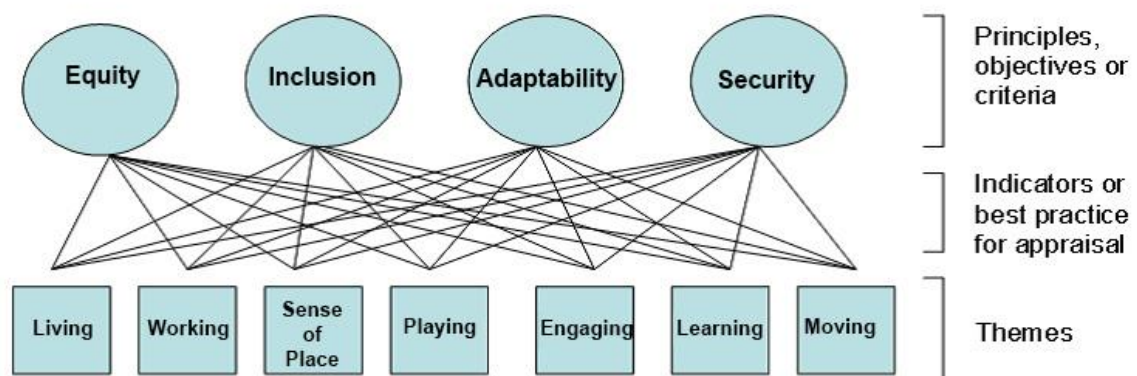 Equity
Inclusion
Adaptability
Security
Principles,
objectives or
criteria
Indicators or
best practice
for appraisal
Living
Working
Sense
of
Place
Playing
Engaging
Learning
Moving
Themes